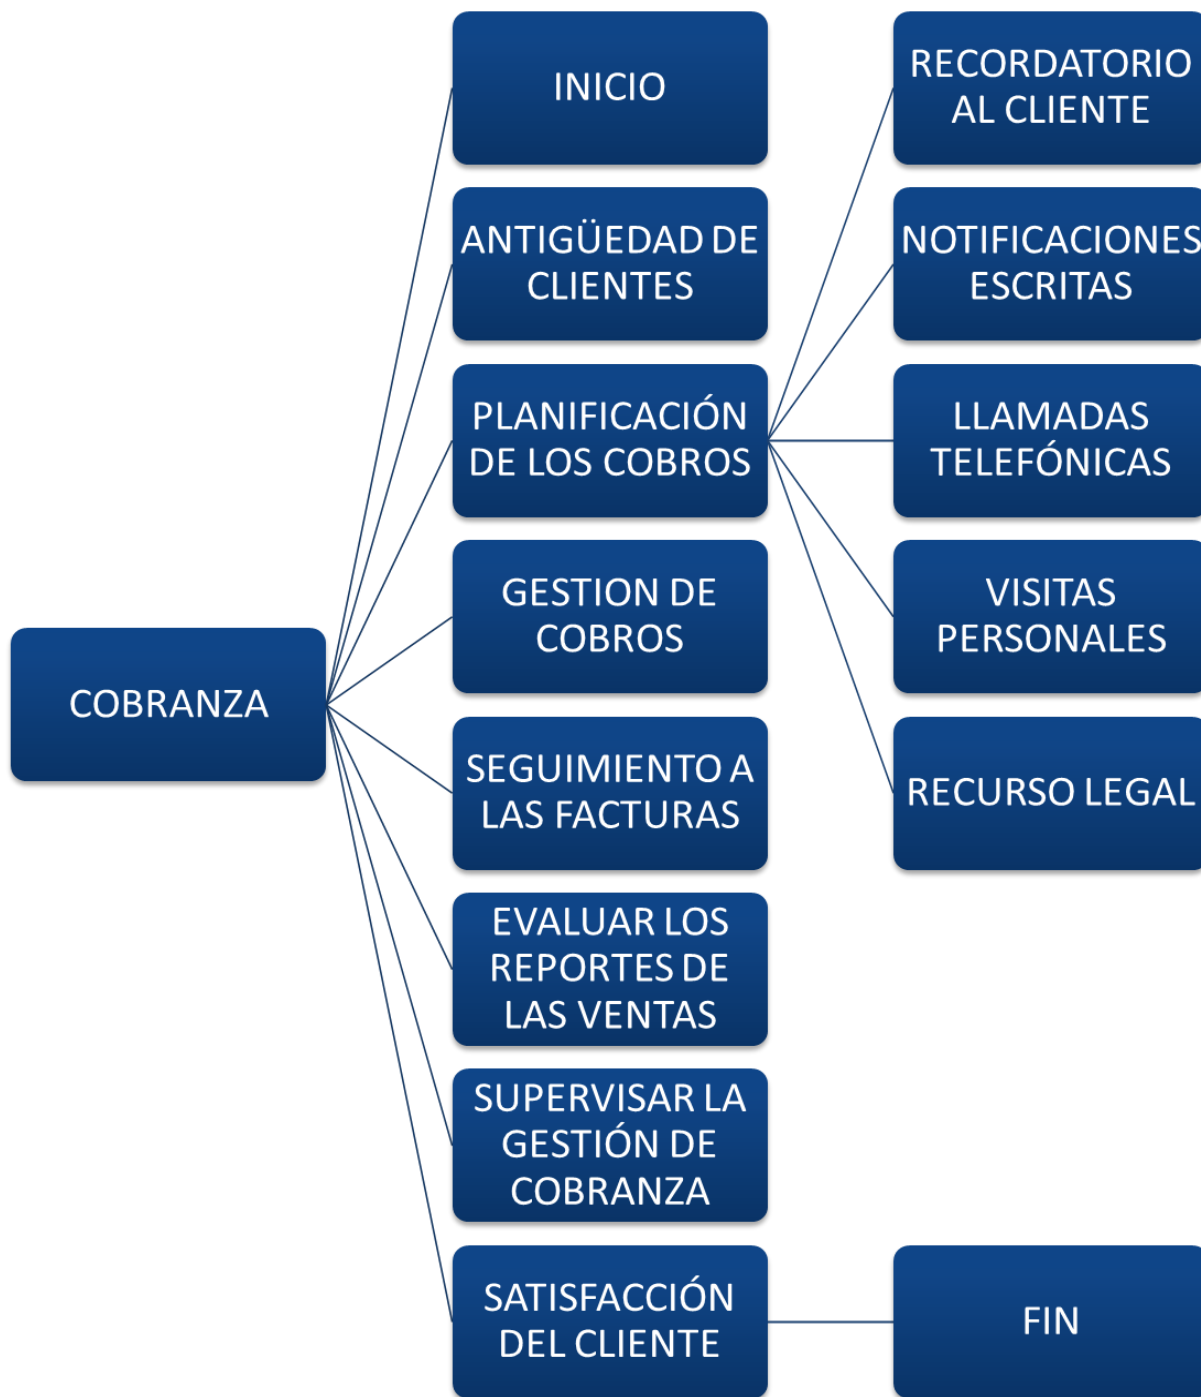 COBRANZA
INICIO
ANTIGÜEDAD DE
CLIENTES
PLANIFICACIÓN
DE LOS COBROS
RECORDATORIO
AL CLIENTE
NOTIFICACIONES
ESCRITAS
LLAMADAS
TELEFÓNICAS
VISITAS
PERSONALES
RECURSO LEGAL
GESTION DE
COBROS
SEGUIMIENTO A
LAS FACTURAS
EVALUAR LOS
REPORTES DE
LAS VENTAS
SUPERVISAR LA
GESTIÓN DE
COBRANZA
SATISFACCIÓN
DEL CLIENTE
FIN